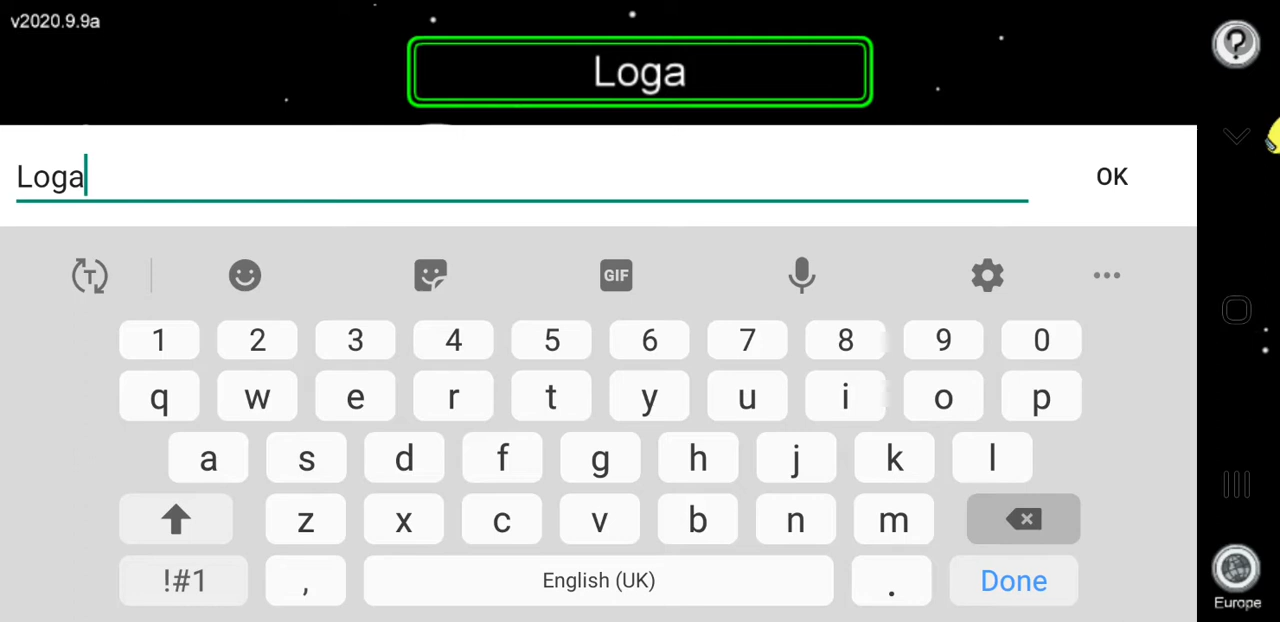 v2020.9.9a
Loga
Loga OK
T GIF
1 2 3 4 5 6 7 8 9 0
q w e r t y u i o p
a s d f g h j k l
z x c v b n m
!#1 , English (UK) . Done
Europe